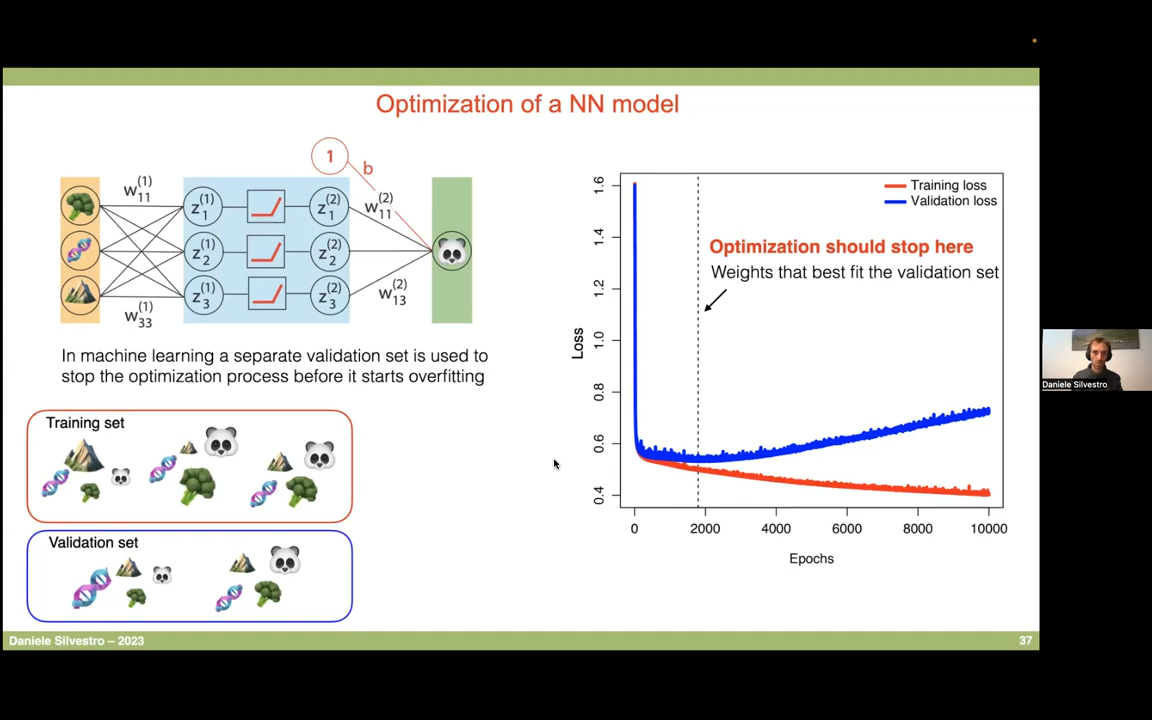 Optimization of a NN model
1
b
w11(1)
z1(1)
z1(2)
w11(2)
z2(1)
z2(2)
z3(1)
z3(2)
w33(1)
w13(2)
In machine learning a separate validation set is used to
stop the optimization process before it starts overfitting
Training set
Validation set
Training loss
Validation loss
Optimization should stop here
Weights that best fit the validation set
Loss
1.6
1.4
1.2
1.0
0.8
0.6
0.4
0 2000 4000 6000 8000 10000
Epochs
Daniele Silvestro
Daniele Silvestro – 2023
37